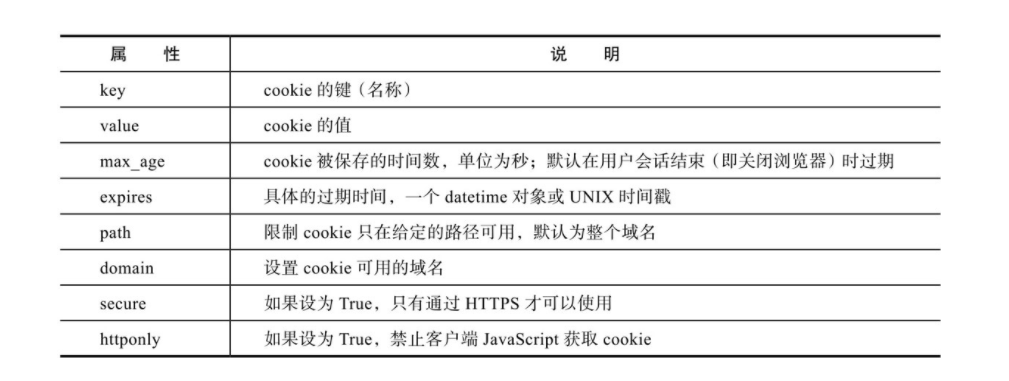 属 性 说 明
key cookie 的键（名称）
value cookie 的值
max_age cookie 被保存的时间数，单位为秒；默认在用户会话结束（即关闭浏览器）时过期
expires 具体的过期时间，一个 datetime 对象或 UNIX 时间戳
path 限制 cookie 只在给定的路径可用，默认为整个域名
domain 设置 cookie 可用的域名
secure 如果设为 True，只有通过 HTTPS 才可以使用
httponly 如果设为 True，禁止客户端 JavaScript 获取 cookie